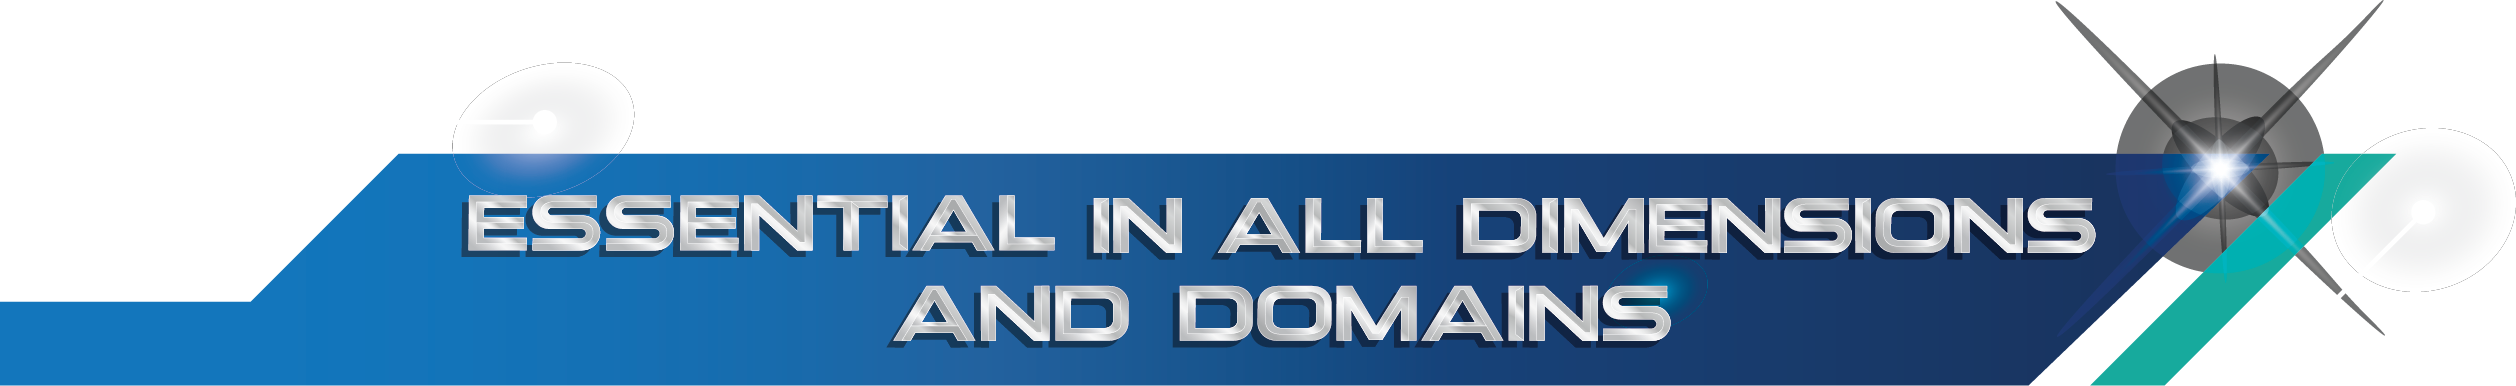 ESSENTIAL IN ALL DIMENSIONS
AND DOMAINS